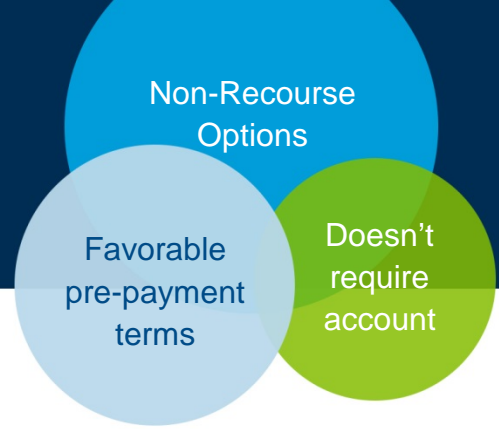 Non-Recourse
Options
Favorable
pre-payment
terms
Doesn’t
require
account